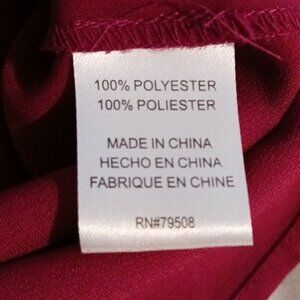 100% POLYESTER
100% POLIESTER
MADE IN CHINA
HECHO EN CHINA
FABRIQUE EN CHINE
RN#79508